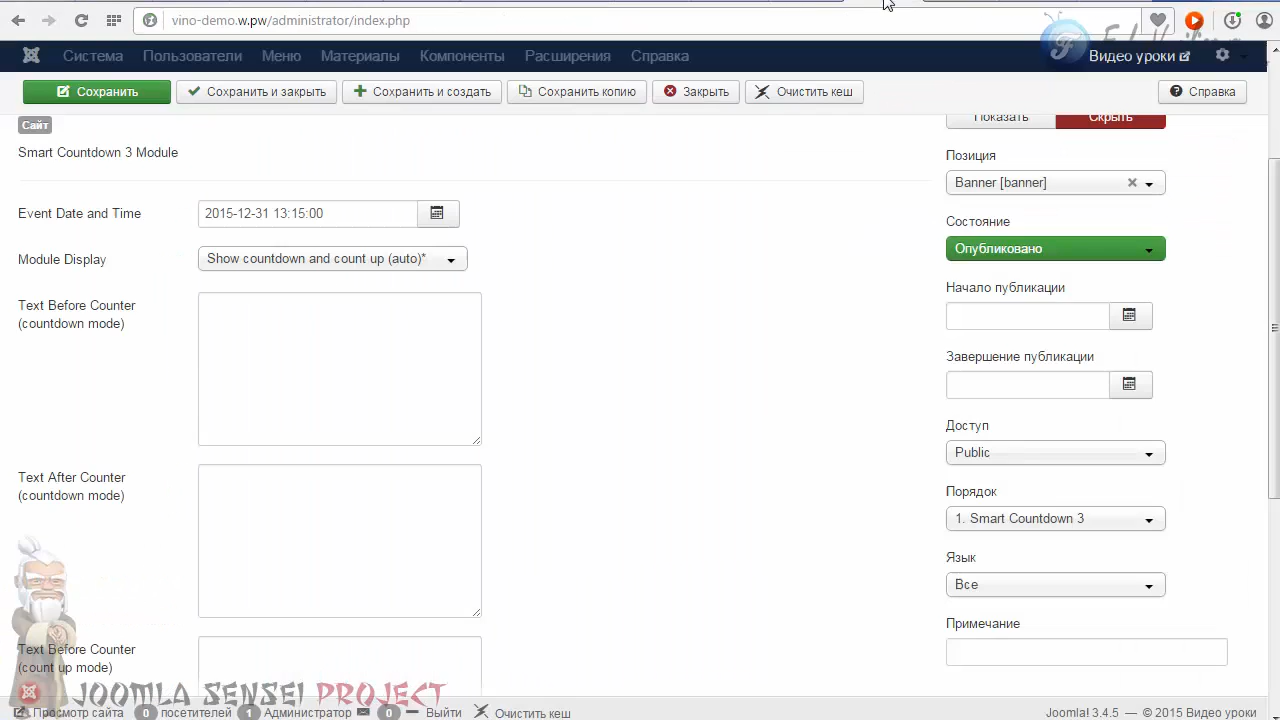 vino-demo.w.pw/administrator/index.php
Система Пользователи Меню Материалы Компоненты Расширения Справка Видео уроки
Сохранить Сохранить и закрыть Сохранить и создать Сохранить копию Закрыть Очистить кеш Справка
Сайт
Показать Скрыть
Smart Countdown 3 Module
Позиция
Banner [banner]
Event Date and Time 2015-12-31 13:15:00
Состояние
Опубликовано
Module Display Show countdown and count up (auto)*
Начало публикации
Text Before Counter
(countdown mode)
Завершение публикации
Доступ
Public
Text After Counter
(countdown mode)
Порядок
1. Smart Countdown 3
Язык
Все
Примечание
Text Before Counter
(count up mode)
JOOMLA SENSEI PROJECT
Просмотр сайта 0 посетителей 1 Администратор 0 Выйти Очистить кеш Joomla! 3.4.5 — © 2015 Видео уроки